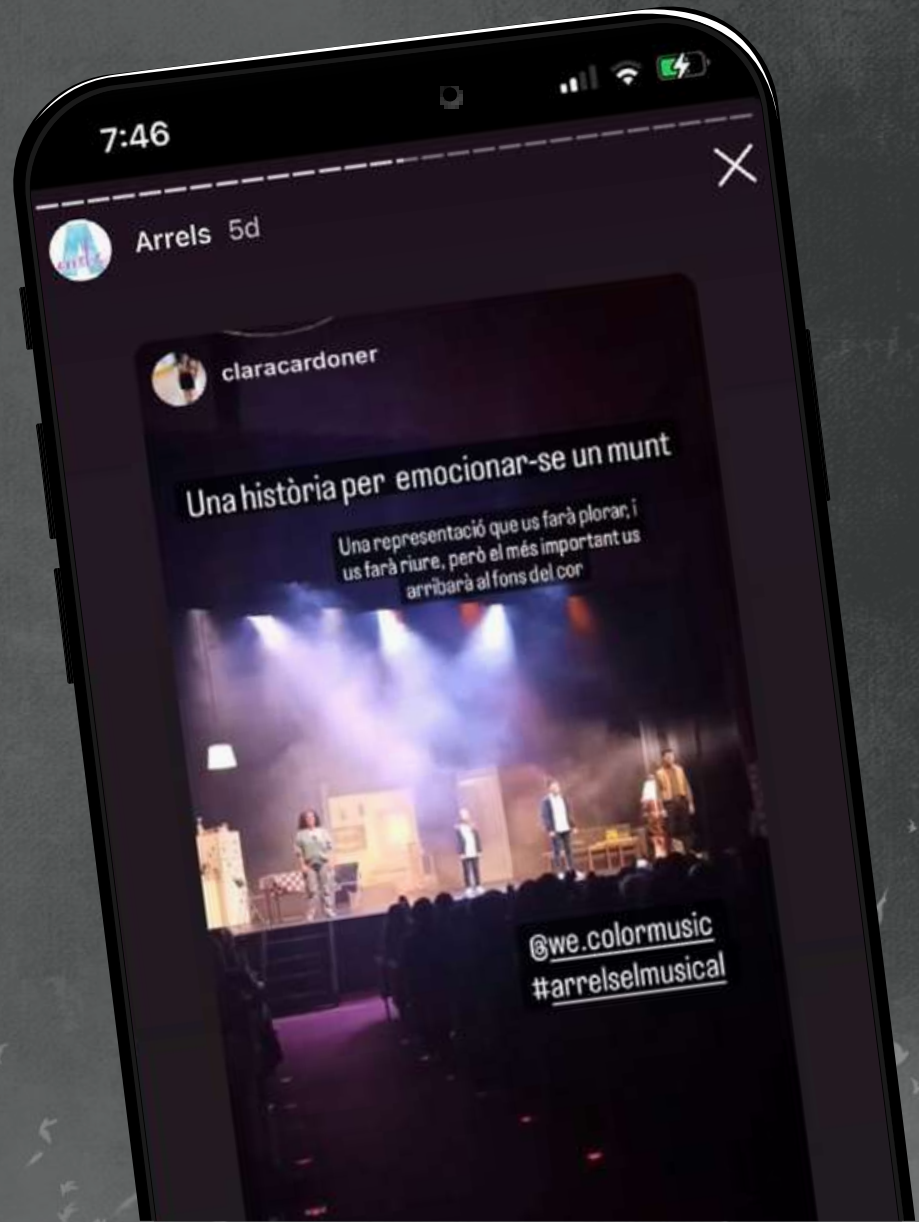 7:46
Arrels 5d
claracardoner
Una història per emocionar-se un munt
Una representació que us farà plorar, i
us farà riure, però el més important us
arribarà al fons del cor
@we.colormusic
#arrelselmusical